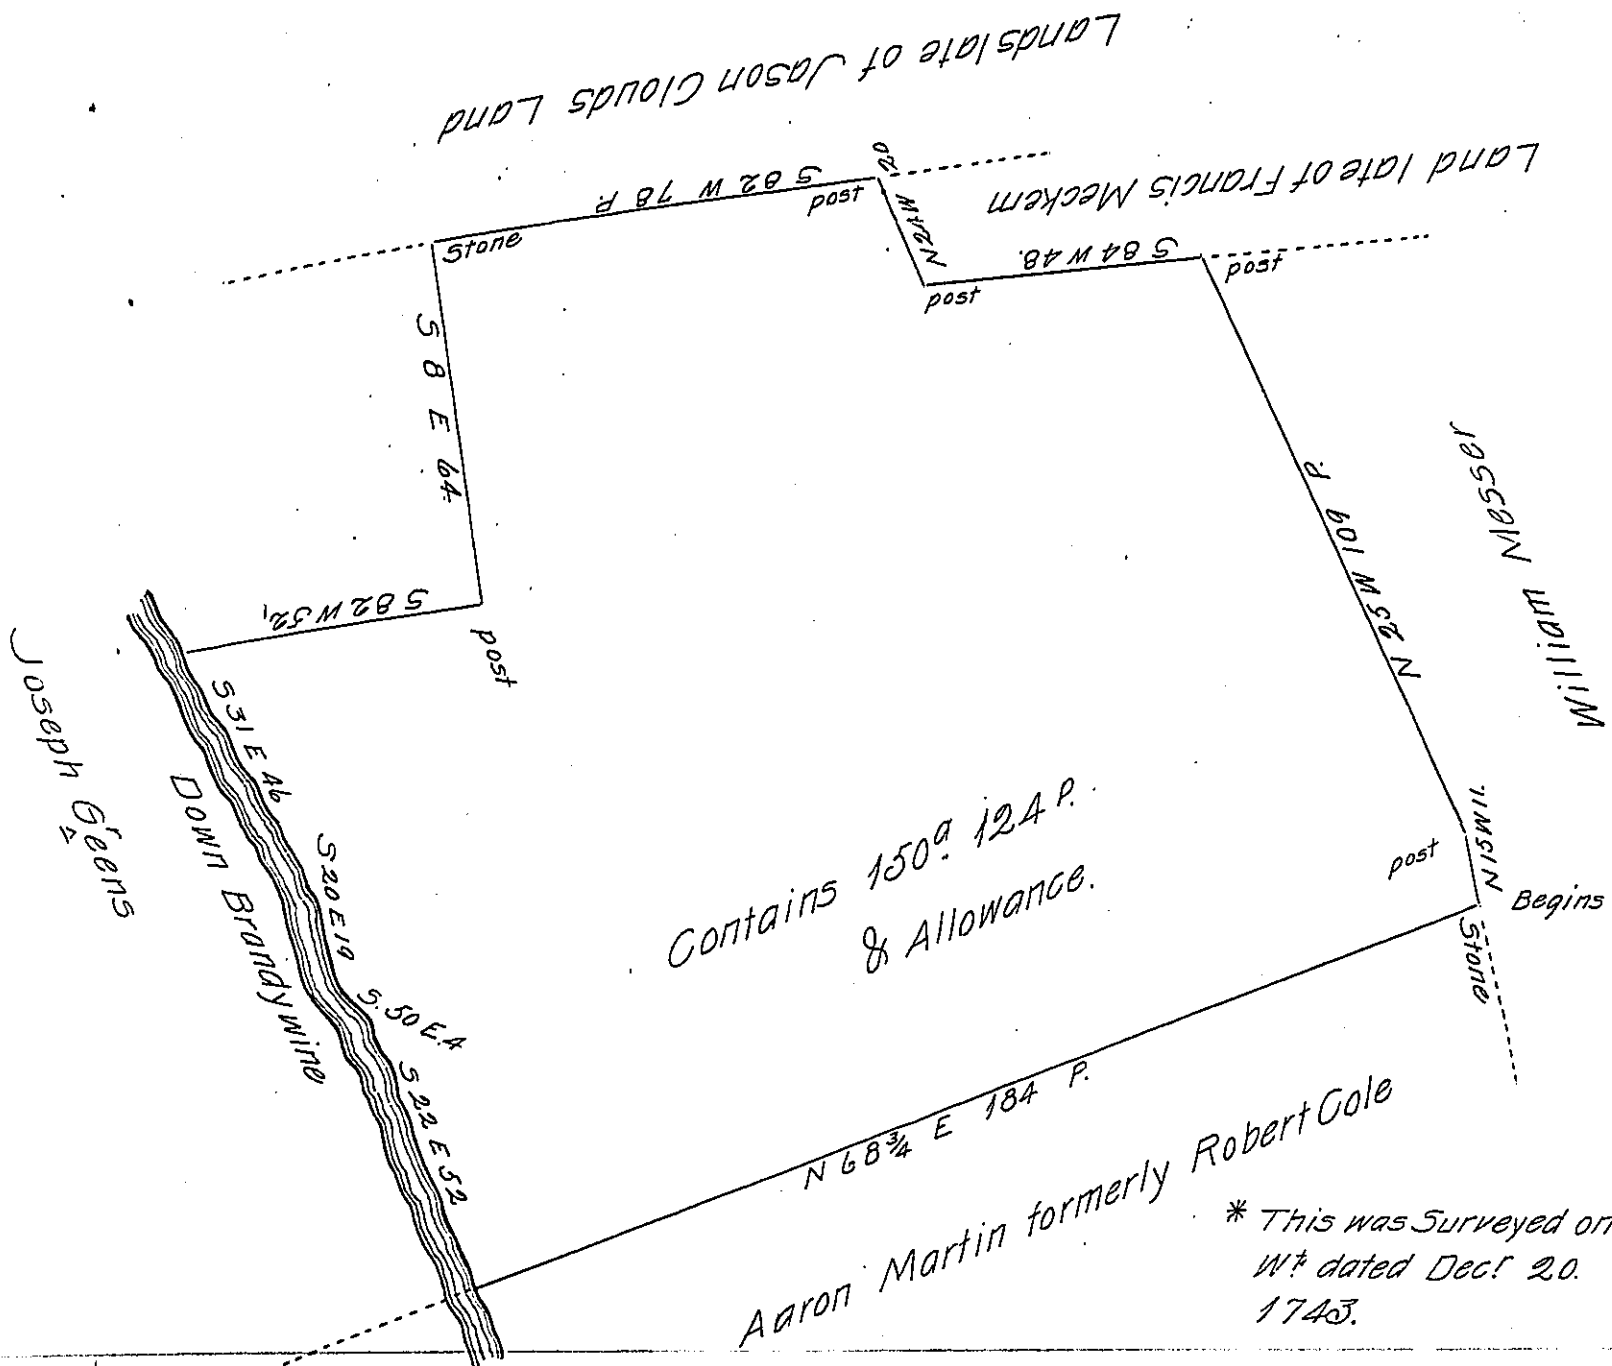 Lands late of Jason Clouds Land
Land late of Francis Meckem
S 82 W 78 P
post
20
N 24 W
post
S 84 W 48.
post
Stone
S 8 E 64
S 82 W 52,
post
N 25 W 109 P.
William Messer
N 15 W 11.
post
Begins
Stone
Joseph Greens
Down Brandywine
S 31 E 46
S 20 E 19
S. 50 E. 4
S 22 E 52
Contains 150a. 124 P.
& Allowance.
N 68 3/4 E 184 P.
Aaron Martin formerly Robert Cole
* This was Surveyed on
Wt. dated Decr. 20.
1743.